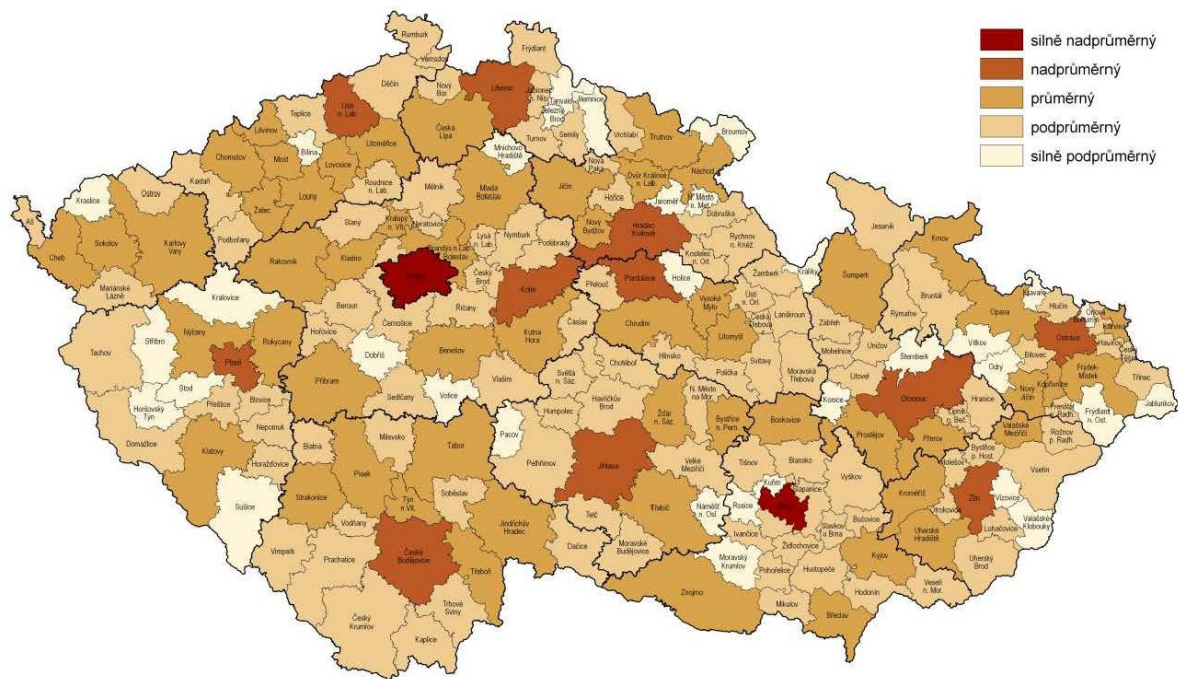 silně nadprůměrný
nadprůměrný
průměrný
podprůměrný
silně podprůměrný
Rumburk
Varnsdorf
Děčín
Ústí
n. Lab.
Teplice
Bílina
Litvínov
Most
Chomutov
Kadaň
Žatec
Louny
Lovosice
Litoměřice
Roudnice
n. Lab.
Podbořany
Nový
Bor
Česká
Lípa
Liberec
Frýdlant
Jablonec
n. Nis.
Tanvald
Železný
Brod
Jilemnice
Semily
Turnov
Mnichovo
Hradiště
Vrchlabí
Trutnov
Broumov
Náchod
Nová
Paka
Dvůr Králové
n. Lab.
Jičín
Hořice
Jaroměř
N. Město
n. Met.
Dobruška
Nový
Bydžov
Hradec
Králové
Rychnov
n. Kněž.
Kostelec
n. Orl.
Kraslice
Ostrov
Aš
Sokolov
Karlovy
Vary
Cheb
Mariánské
Lázně
Mělník
Mladá
Boleslav
Slaný
Kralupy
n. Vlt.
Neratovice
Brandýs n. Lab.
Boleslav
Lysá
n. Lab.
Nymburk
Poděbrady
Rakovník
Kladno
Český
Brod
Kolín
Beroun
Černošice
Říčany
Hořovice
Kutná
Hora
Čáslav
Dobříš
Benešov
Příbram
Sedlčany
Votice
Vlašim
Kralovice
Stříbro
Nýřany
Rokycany
Plzeň
Tachov
Stod
Horšovský
Týn
Přeštice
Blovice
Nepomuk
Domažlice
Klatovy
Horažďovice
Sušice
Blatná
Milevsko
Tábor
Písek
Strakonice
Týn
n. Vlt.
Soběslav
Vodňany
Jindřichův
Hradec
Dačice
Vimperk
Prachatice
České
Budějovice
Třeboň
Trhové
Sviny
Český
Krumlov
Kaplice
Přelouč
Pardubice
Holice
Chrudim
Vysoké
Mýto
Hlinsko
Litomyšl
Polička
Svitavy
Moravská
Třebová
Česká
Třebová
Ústí
n. Orl.
Žamberk
Lanškroun
Králíky
Světlá
n. Sáz.
Chotěboř
Havlíčkův
Brod
Humpolec
Pacov
Pelhřimov
Jihlava
Žďár
n. Sáz.
N. Město
na Mor.
Bystřice
n. Pern.
Velké
Meziříčí
Třebíč
Náměšť
n. Osl.
Telč
Moravské
Budějovice
Boskovice
Blansko
Tišnov
Kuřim
Šlapanice
Vyškov
Rosice
Ivančice
Slavkov
u Brna
Bučovice
Židlochovice
Moravský
Krumlov
Pohořelice
Hustopeče
Kyjov
Znojmo
Mikulov
Hodonín
Veselí
n. Mor.
Břeclav
Jeseník
Šumperk
Zábřeh
Mohelnice
Uničov
Šternberk
Litovel
Konice
Olomouc
Prostějov
Přerov
Lipník
n. Beč.
Hranice
Krnov
Bruntál
Rýmařov
Opava
Vítkov
Odry
Kravaře
Hlučín
Bohumín
Orlová
Karviná
Havířov
Český
Těšín
Ostrava
Bílovec
Nový
Jičín
Kopřivnice
Frýdek-
Místek
Třinec
Jablunkov
Frýdlant
n. Ost.
Frenštát
p. Radh.
Valašské
Meziříčí
Rožnov
p. Radh.
Bystřice
p. Host.
Holešov
Vsetín
Kroměříž
Otrokovice
Zlín
Vizovice
Valašské
Klobouky
Luhačovice
Uherské
Hradiště
Uherský
Brod